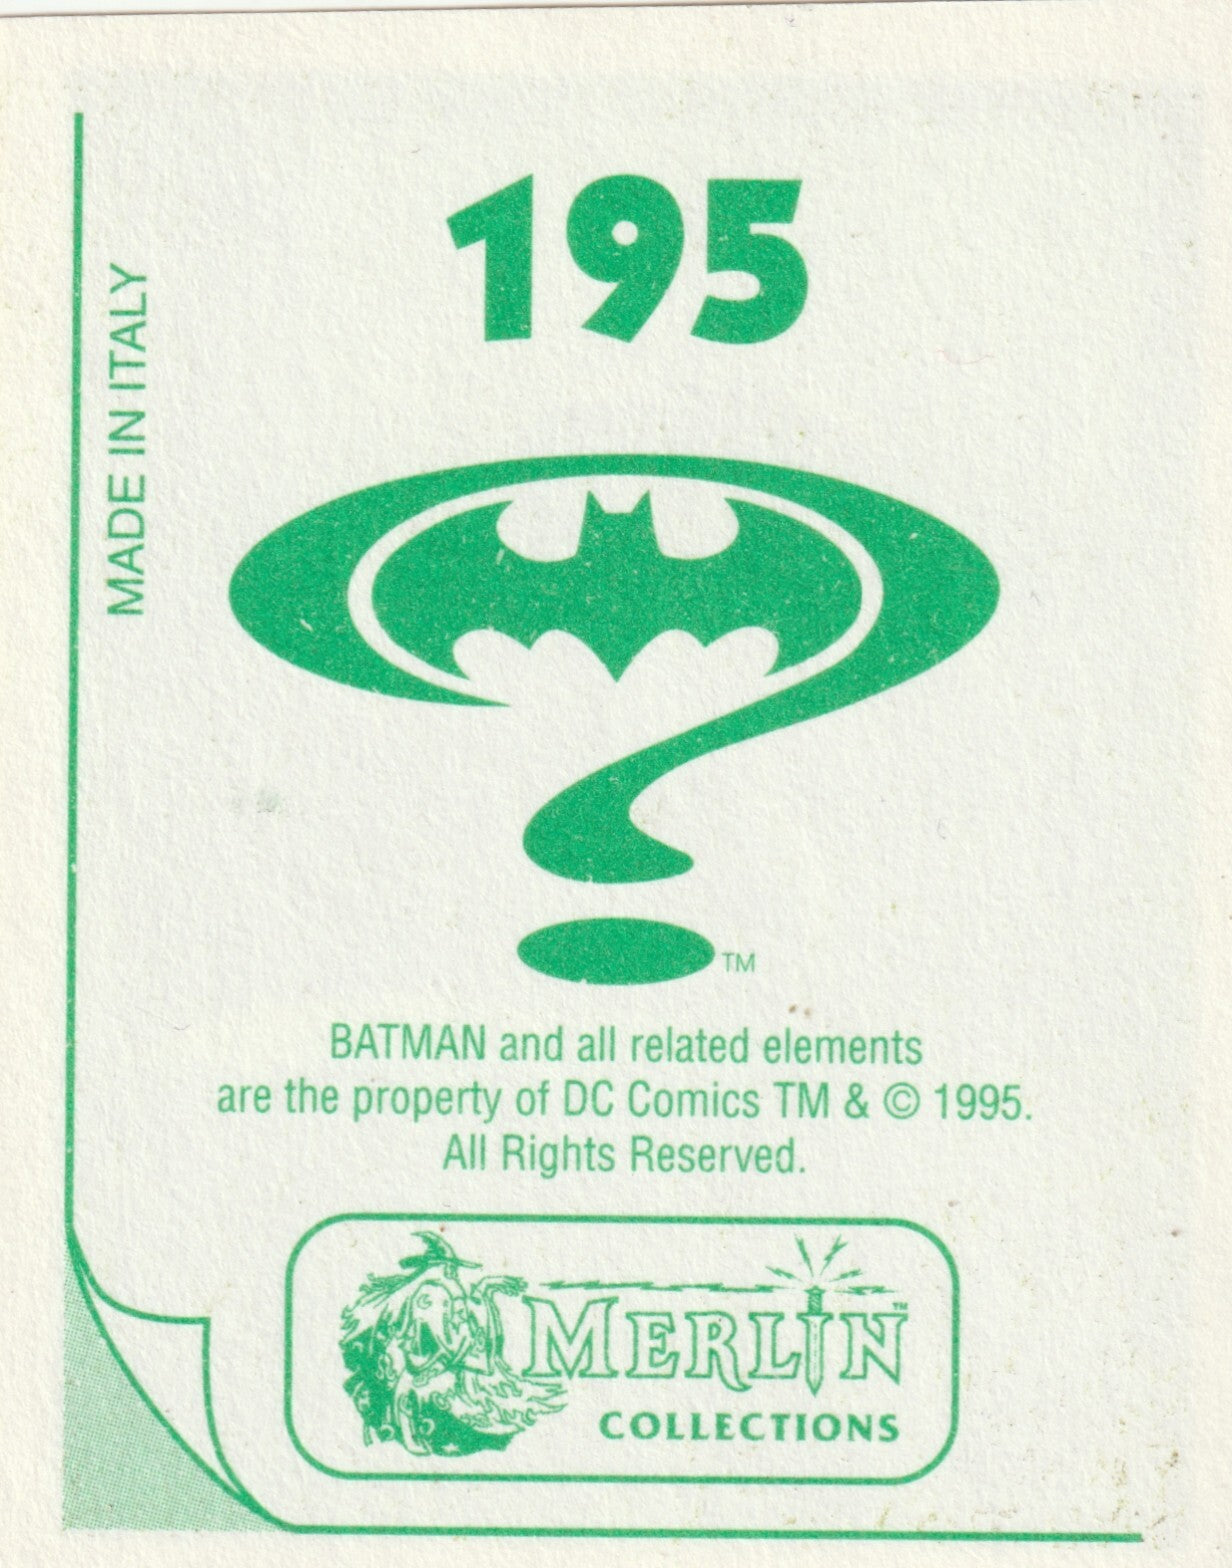 195
MADE IN ITALY
TM
BATMAN and all related elements
are the property of DC Comics TM & © 1995.
All Rights Reserved.
MERLIN™
COLLECTIONS